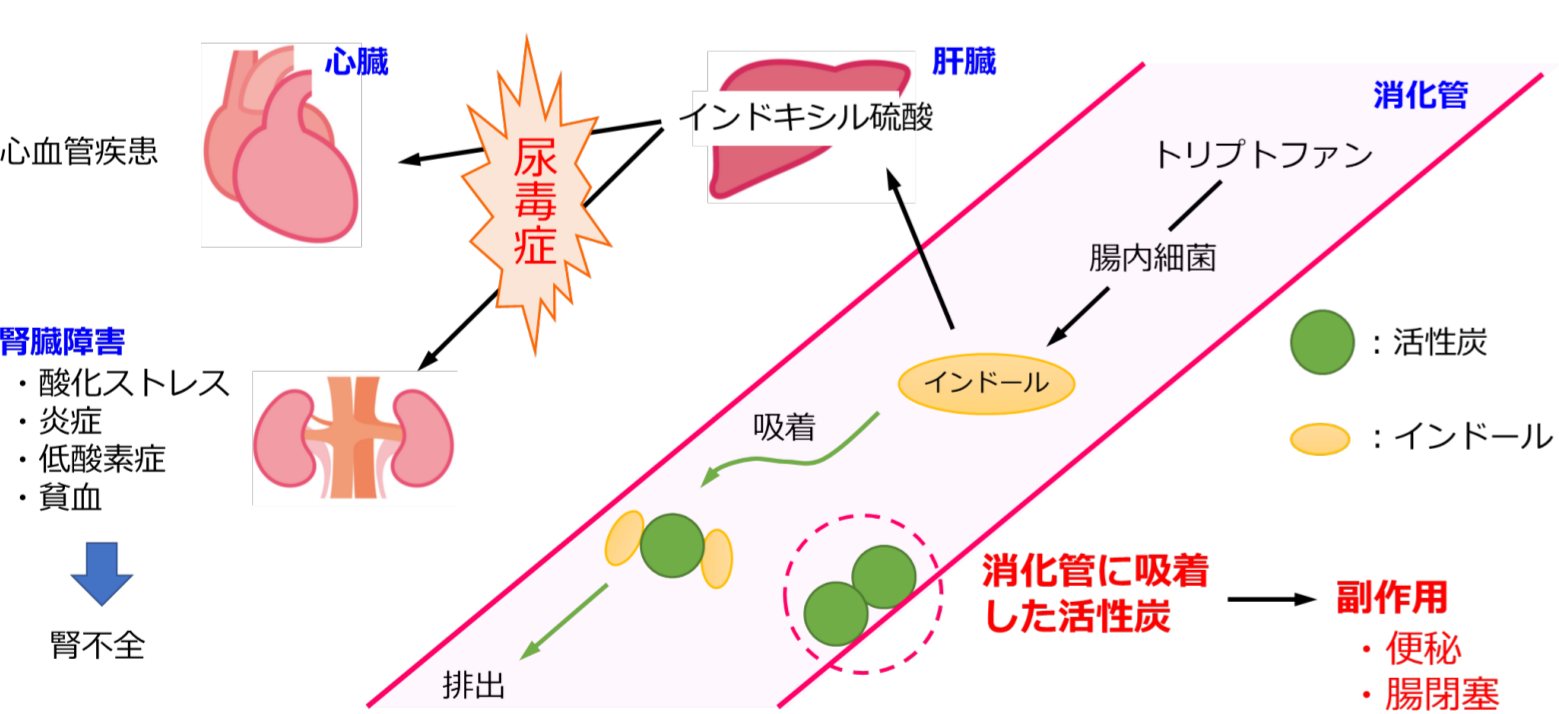 心臓
肝臓
消化管
心血管疾患
尿毒症
インドキシル硫酸
トリプトファン
腸内細菌
腎臓障害
・酸化ストレス
・炎症
・低酸素症
・貧血
インドール
：活性炭
吸着
：インドール
消化管に吸着
した活性炭
副作用
・便秘
・腸閉塞
腎不全
排出